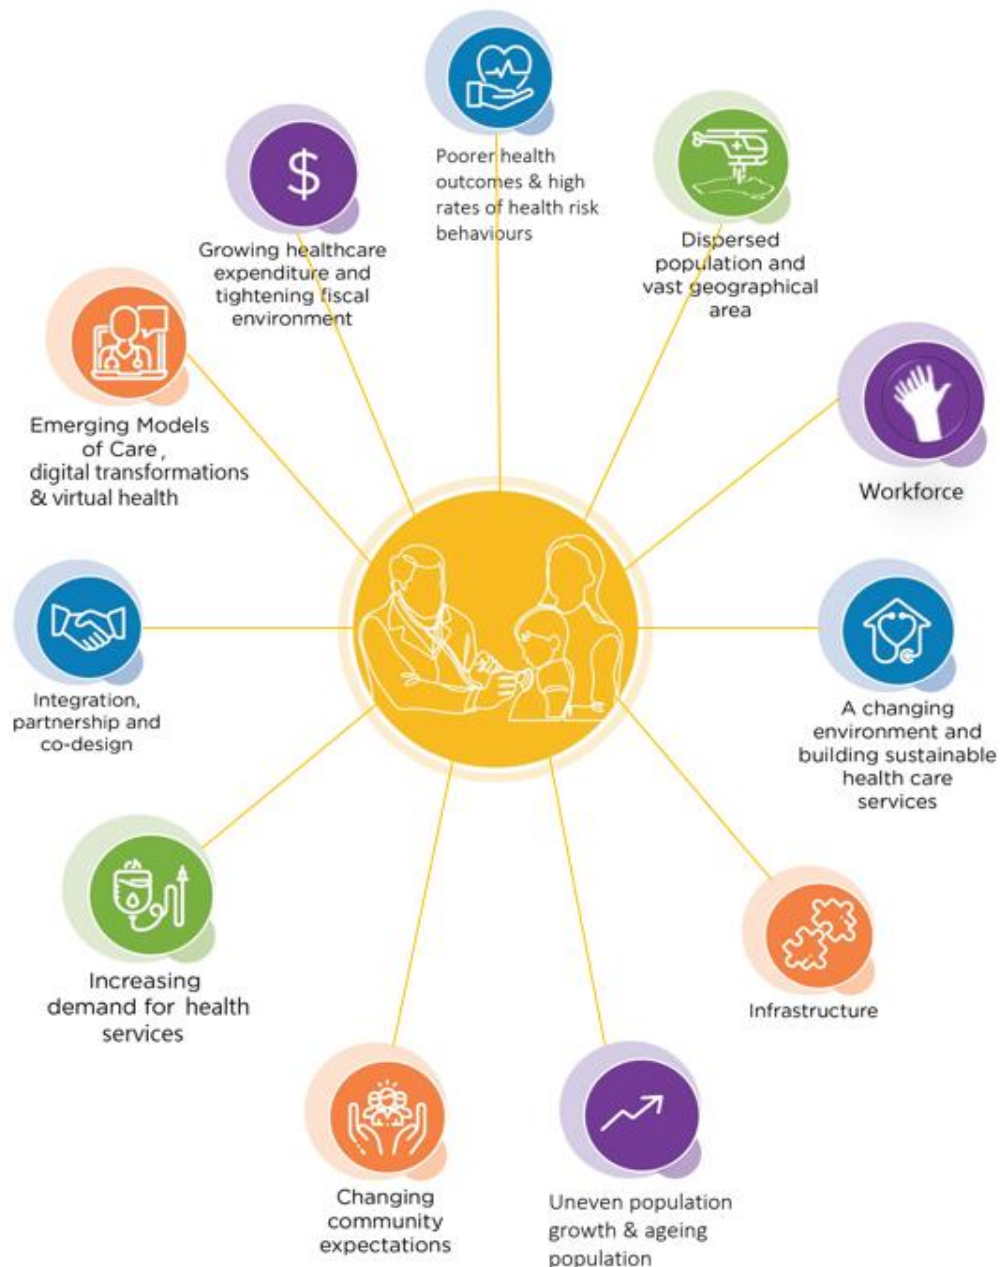 Poorer health
outcomes & high
rates of health risk
behaviours
$
Growing healthcare
expenditure and
tightening fiscal
environment
Dispersed
population and
vast geographical
area
Emerging Models
of Care,
digital transformations
& virtual health
Workforce
Integration,
partnership and
co-design
A changing
environment and
building sustainable
health care
services
Increasing
demand for health
services
Infrastructure
Changing
community
expectations
Uneven population
growth & ageing
population